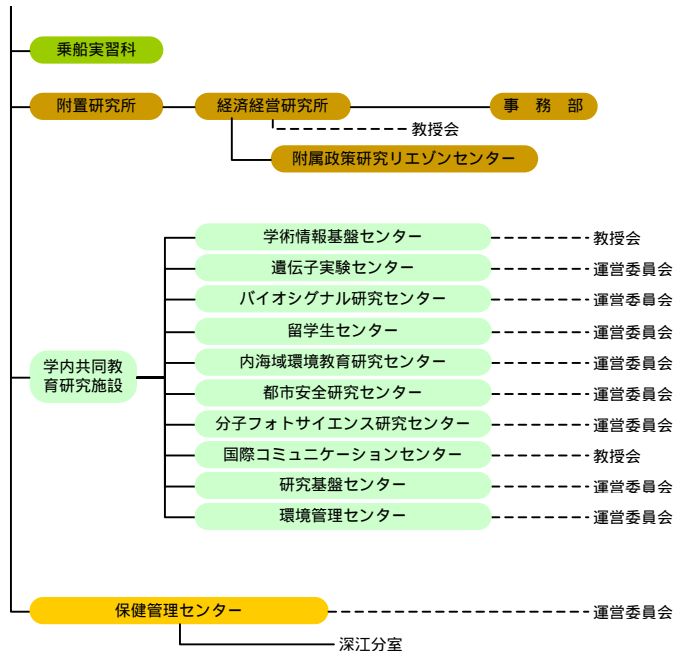 乗船実習科
附置研究所
経済経営研究所
事 務 部
教授会
附属政策研究リエゾンセンター
学術情報基盤センター
教授会
遺伝子実験センター
運営委員会
バイオシグナル研究センター
運営委員会
留学生センター
運営委員会
学内共同教
育研究施設
内海域環境教育研究センター
運営委員会
都市安全研究センター
運営委員会
分子フォトサイエンス研究センター
運営委員会
国際コミュニケーションセンター
教授会
研究基盤センター
運営委員会
環境管理センター
運営委員会
保健管理センター
運営委員会
深江分室